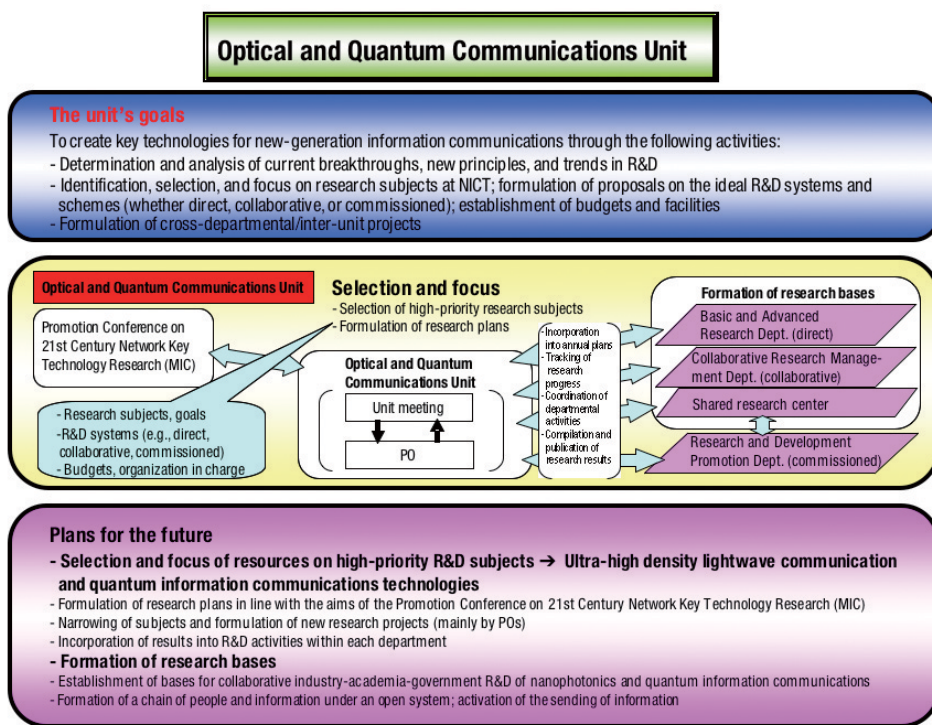 Optical and Quantum Communications Unit
The unit's goals
To create key technologies for new-generation information communications through the following activities:
- Determination and analysis of current breakthroughs, new principles, and trends in R&D
- Identification, selection, and focus on research subjects at NICT; formulation of proposals on the ideal R&D systems and
schemes (whether direct, collaborative, or commissioned); establishment of budgets and facilities
- Formulation of cross-departmental/inter-unit projects
Optical and Quantum Communications Unit
Promotion Conference on
21st Century Network Key
Technology Research (MIC)
Selection and focus
- Selection of high-priority research subjects
- Formulation of research plans
- Research subjects, goals
-R&D systems (e.g., direct,
collaborative, commissioned)
- Budgets, organization in charge
Optical and Quantum
Communications Unit
Unit meeting
PO
- Incorporation
into annual plans
- Tracking of
research
progress
- Coordination of
departmental
activities
- Compilation and
publication of
research results
Formation of research bases
Basic and Advanced
Research Dept. (direct)
Collaborative Research Manage-
ment Dept. (collaborative)
Shared research center
Research and Development
Promotion Dept. (commissioned)
Plans for the future
- Selection and focus of resources on high-priority R&D subjects → Ultra-high density lightwave communication
and quantum information communications technologies
- Formulation of research plans in line with the aims of the Promotion Conference on 21st Century Network Key Technology Research (MIC)
- Narrowing of subjects and formulation of new research projects (mainly by POs)
- Incorporation of results into R&D activities within each department
- Formation of research bases
- Establishment of bases for collaborative industry-academia-government R&D of nanophotonics and quantum information communications
- Formation of a chain of people and information under an open system; activation of the sending of information